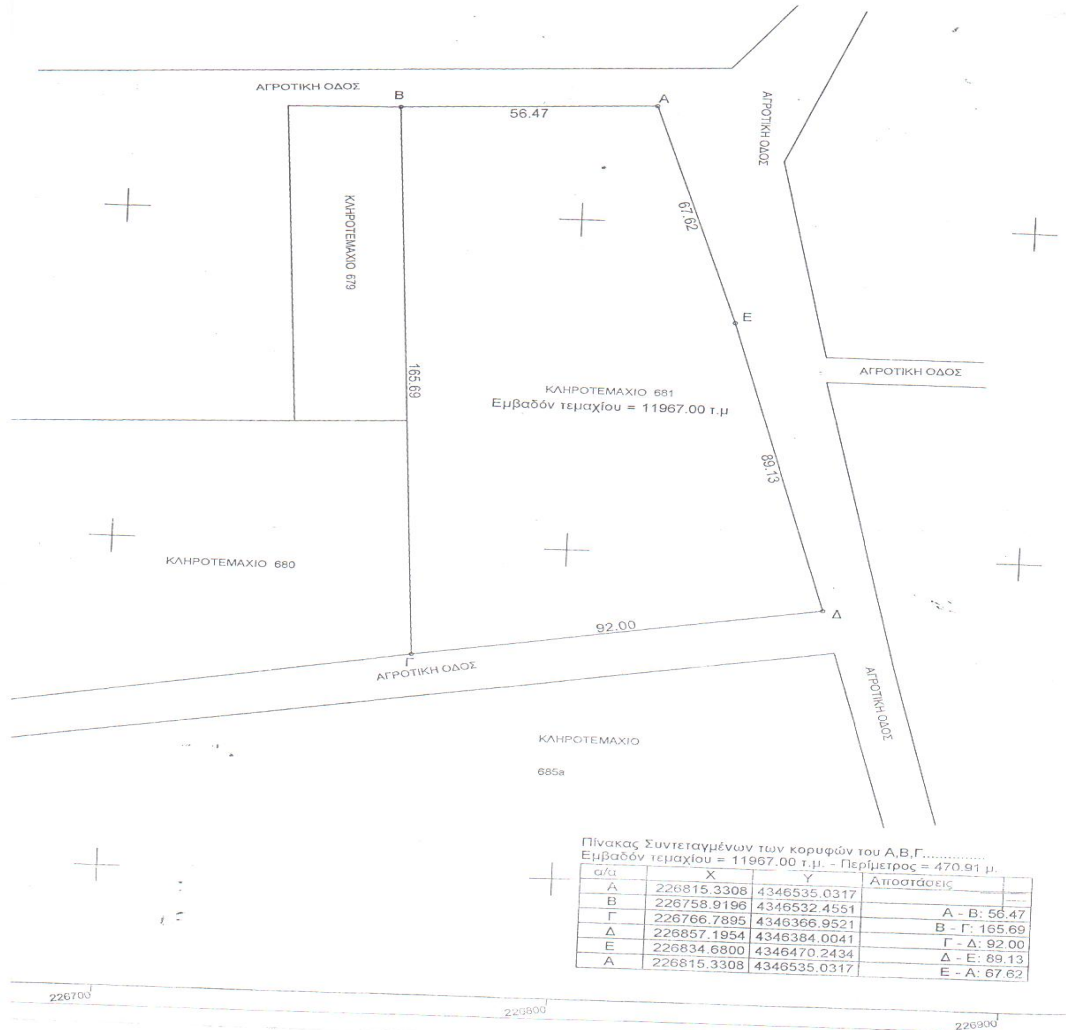 ΑΓΡΟΤΙΚΗ ΟΔΟΣ
Β
56.47
Α
ΑΓΡΟΤΙΚΗ ΟΔΟΣ
ΚΛΗΡΟΤΕΜΑΧΙΟ 679
67.62
Ε
165.69
ΑΓΡΟΤΙΚΗ ΟΔΟΣ
ΚΛΗΡΟΤΕΜΑΧΙΟ 681
Εμβαδόν τεμαχίου = 11967.00 τ.μ
89.13
ΚΛΗΡΟΤΕΜΑΧΙΟ 680
92.00
Δ
Γ
ΑΓΡΟΤΙΚΗ ΟΔΟΣ
ΑΓΡΟΤΙΚΗ ΟΔΟΣ
ΚΛΗΡΟΤΕΜΑΧΙΟ
685a
Πίνακας Συντεταγμένων των κορυφών του Α,Β,Γ..............
Εμβαδόν τεμαχίου = 11967.00 τ.μ. - Περίμετρος = 470.91 μ.
α/α Χ Υ Αποστάσεις
Α 226815.3308 4346535.0317
Β 226758.9196 4346532.4551 Α - Β: 56.47
Γ 226766.7895 4346366.9521 Β - Γ: 165.69
Δ 226857.1954 4346384.0041 Γ - Δ: 92.00
Ε 226834.6800 4346470.2434 Δ - Ε: 89.13
Α 226815.3308 4346535.0317 Ε - Α: 67.62
226700
226800
226900